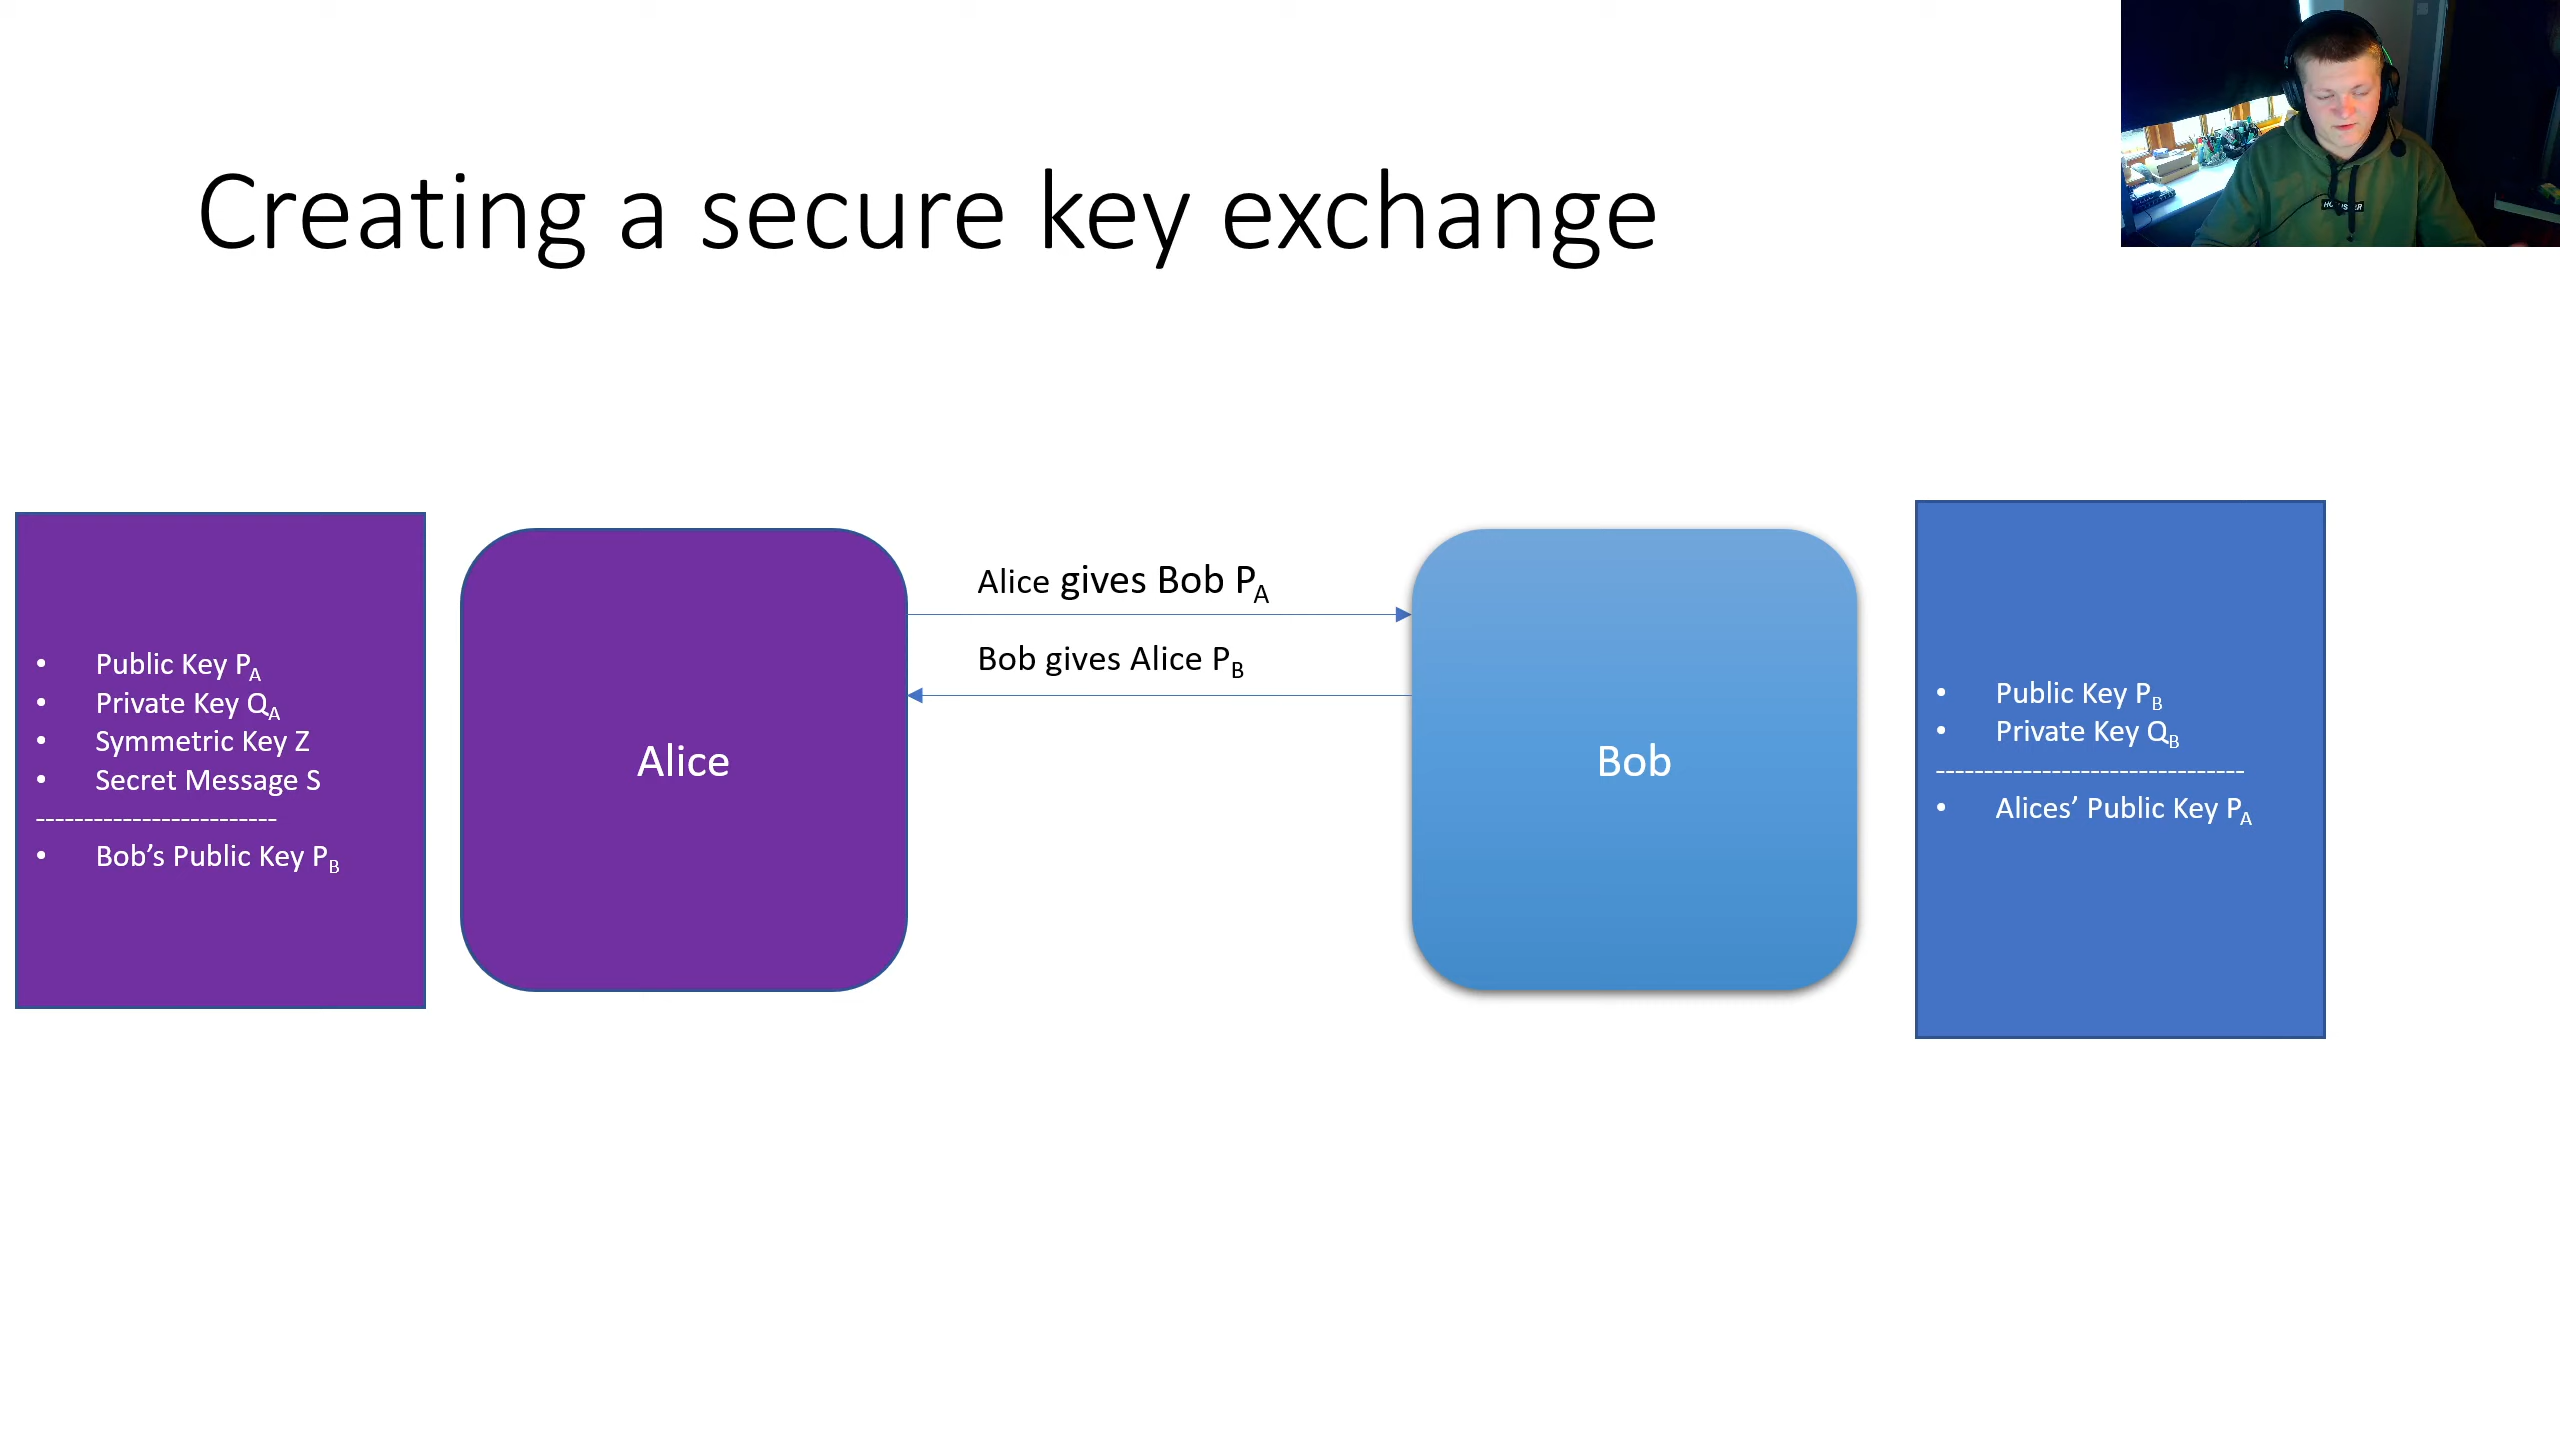 Creating a secure key exchange
• Public Key PA
• Private Key QA
• Symmetric Key Z
• Secret Message S
-------------------------
• Bob’s Public Key PB
Alice
Alice gives Bob PA
Bob gives Alice PB
Bob
• Public Key PB
• Private Key QB
--------------------------------
• Alices’ Public Key PA